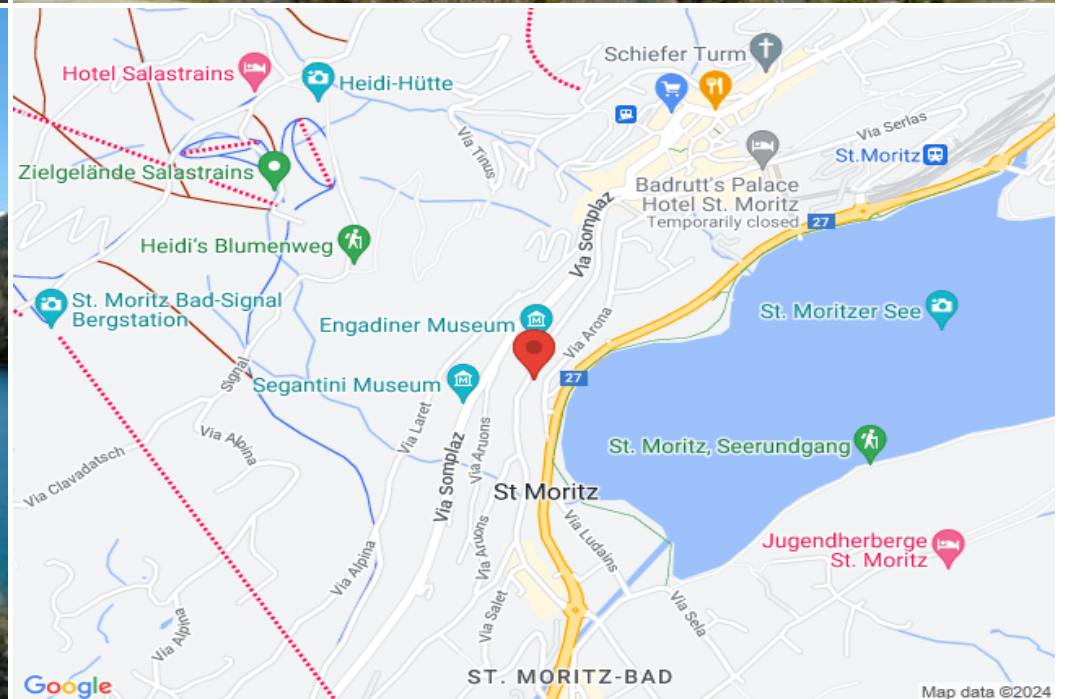 Schiefer Turm
Hotel Salastrains
Heidi-Hütte
Via Tinus
Via Serlas
St.Moritz
Zielgelände Salastrains
Badrutt's Palace
Hotel St. Moritz
Temporarily closed
27
Via Somplaz
Heidi's Blumenweg
St. Moritz Bad-Signal
Bergstation
Engadiner Museum
Via Arona
St. Moritzer See
27
Signal
Segantini Museum
Via Laret
Via Aruons
Via Alpina
Via Clavadatsch
St. Moritz, Seerundgang
Via Somplaz
St Moritz
Via Aruons
Via Ludains
Jugendherberge
St. Moritz
Via Alpina
Via Salet
Via Sela
Via Alpina
ST. MORITZ-BAD
Google
Map data ©2024